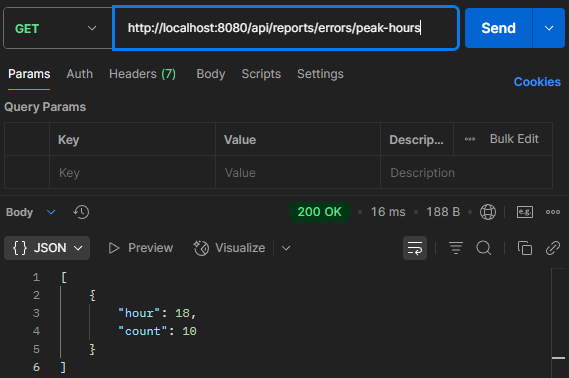 GET http://localhost:8080/api/reports/errors/peak-hours Send
Params Auth Headers (7) Body Scripts Settings Cookies
Query Params
Key Value Descrip... Bulk Edit
Key Value Description
Body 200 OK 16 ms 188 B e.g.
{} JSON Preview Visualize
1 [
2 {
3 "hour": 18,
4 "count": 10
5 }
6 ]